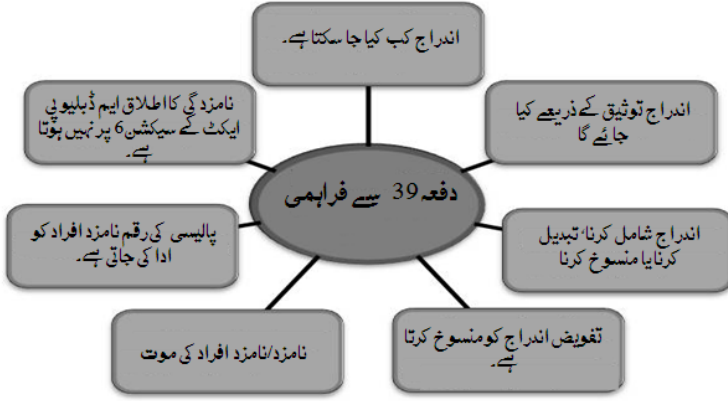 اندراج کب کیا جا سکتا ہے۔
نامزدگی کا اطلاق ایم ڈبلیو پی
ایکٹ کے سیکشن 6 پر نہیں ہوتا
ہے۔
اندراج توثیق کے ذریعے کیا
جائے گا
دفعہ 39 سے فراہمی
پالیسی کی رقم نامزد افراد کو
ادا کی جاتی ہے۔
اندراج شامل کرنا، تبدیل
کرنا یا منسوخ کرنا
نامزد/نامزد افراد کی موت
تفویض اندراج کو منسوخ کرتا
ہے۔